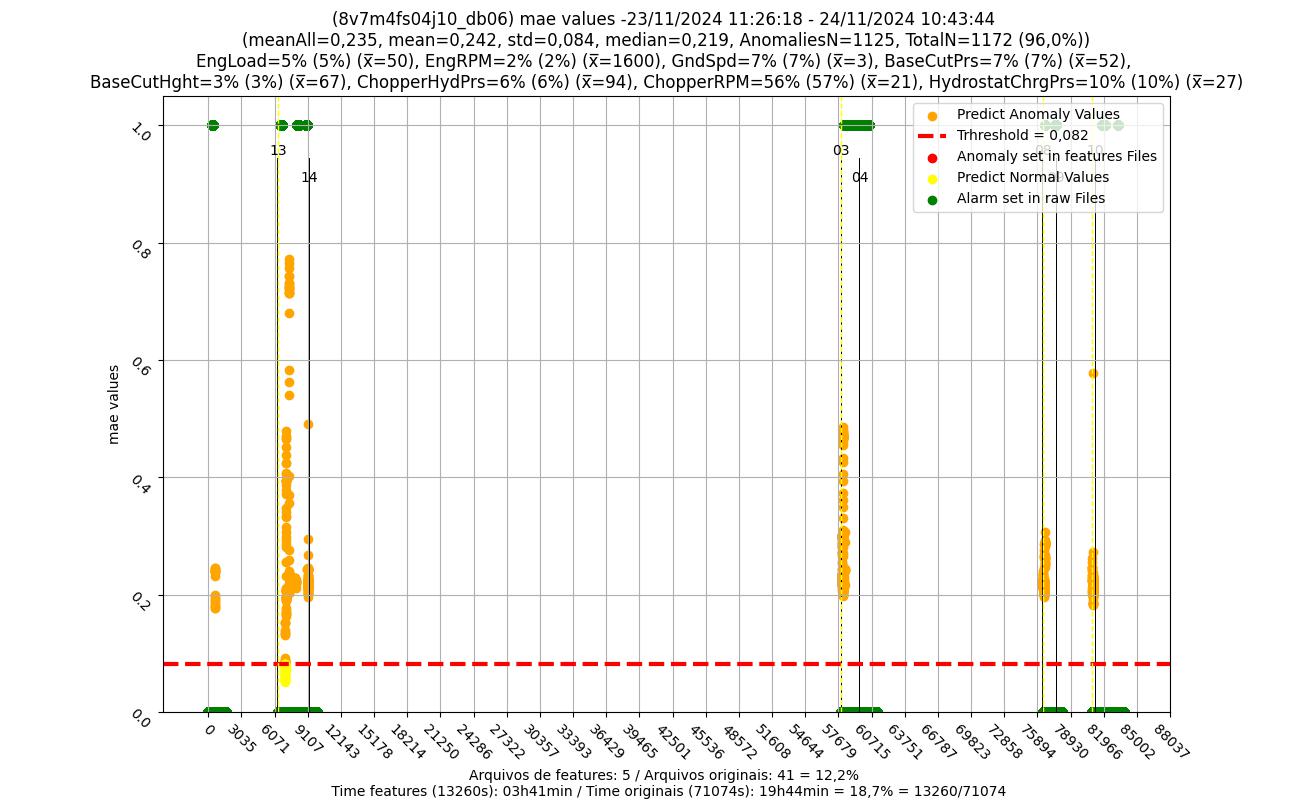 (8v7m4fs04j10_db06) mae values -23/11/2024 11:26:18 - 24/11/2024 10:43:44
(meanAll=0,235, mean=0,242, std=0,084, median=0,219, AnomaliesN=1125, TotalN=1172 (96,0%))
EngLoad=5% (5%) (x̅=50), EngRPM=2% (2%) (x̅=1600), GndSpd=7% (7%) (x̅=3), BaseCutPrs=7% (7%) (x̅=52),
BaseCutHght=3% (3%) (x̅=67), ChopperHydPrs=6% (6%) (x̅=94), ChopperRPM=56% (57%) (x̅=21), HydrostatChrgPrs=10% (10%) (x̅=27)
Predict Anomaly Values
Trhreshold = 0,082
Anomaly set in features Files
Predict Normal Values
Alarm set in raw Files
13
14
03
04
08
09
10
mae values
1.0
0.8
0.6
0.4
0.2
0.0
0 3035 6071 9107 12143 15178 18214 21250 24286 27322 30357 33393 36429 39465 42501 45536 48572 51608 54644 57679 60715 63751 66787 69823 72858 75894 78930 81966 85002 88037
Arquivos de features: 5 / Arquivos originais: 41 = 12,2%
Time features (13260s): 03h41min / Time originais (71074s): 19h44min = 18,7% = 13260/71074